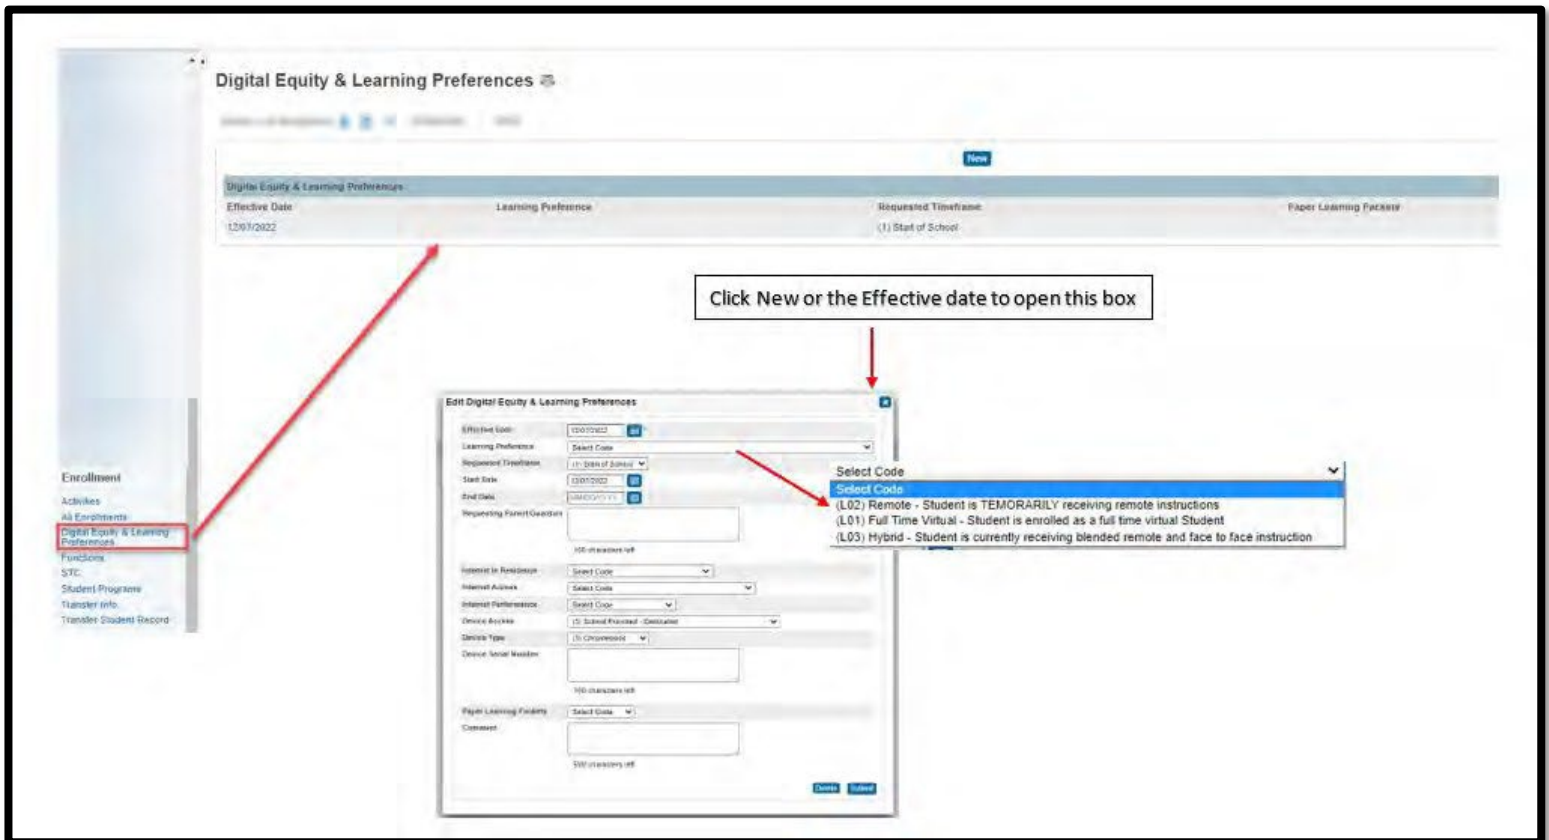 Digital Equity & Learning Preferences
New
Digital Equity & Learning Preferences
Effective Date Learning Preference Requested Timeframe Paper Learning Packets
12/07/2022 (1) Start of School
Click New or the Effective date to open this box
Edit Digital Equity & Learning Preferences
Effective Date 12/07/2022
Learning Preference Select Code
Requested Timeframe (1) Start of School
Start Date 12/07/2022
End Date MM/DD/YYYY
Requesting Parent/Guardian
100 characters left
Internet In Residence Select Code
Internet Access Select Code
Internet Performance Select Code
Device Access School Provided - Dedicated
Device Type Chromebook
Device Serial Number
100 characters left
Paper Learning Packets Select Code
Comment
500 characters left
Delete Submit
Select Code
Select Code
(L02) Remote - Student is TEMORARILY receiving remote instructions
(L01) Full Time Virtual - Student is enrolled as a full time virtual Student
(L03) Hybrid - Student is currently receiving blended remote and face to face instruction
Enrollment
Activities
All Enrollments
Digital Equity & Learning
Preferences
Functions
STC
Student Programs
Transfer Info
Transfer Student Record